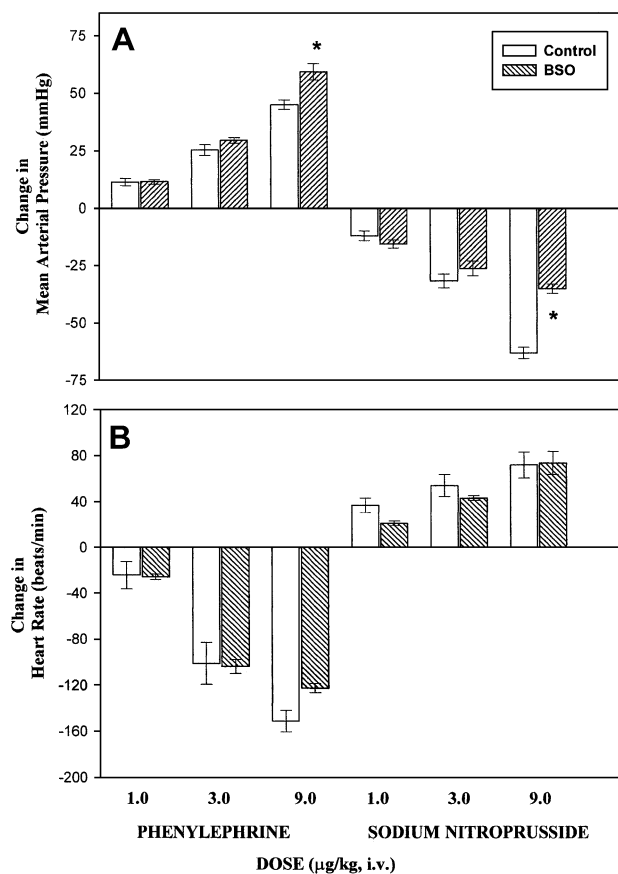 A
*
Control
BSO
75
50
25
0
-25
-50
-75
*
Change in
Mean Arterial Pressure (mmHg)
B
120
80
40
0
-40
-80
-120
-160
-200
Change in
Heart Rate (beats/min)
1.0 3.0 9.0 1.0 3.0 9.0
PHENYLEPHRINE SODIUM NITROPRUSSIDE
DOSE (µg/kg, i.v.)